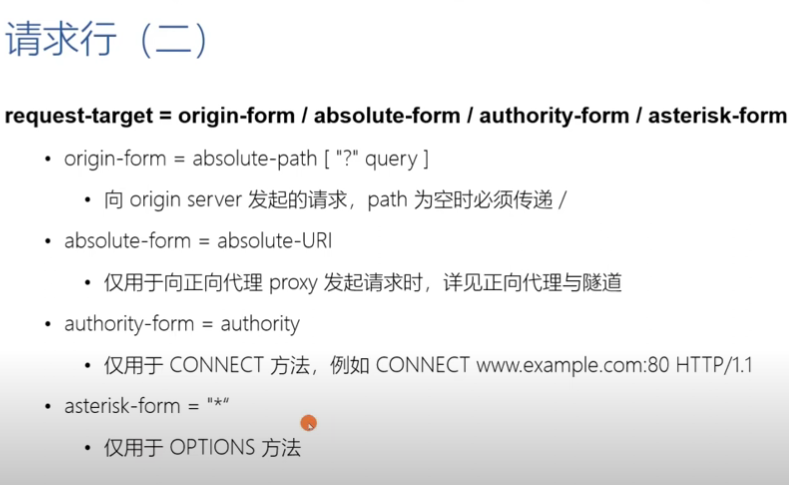 请求行（二）
request-target = origin-form / absolute-form / authority-form / asterisk-form
• origin-form = absolute-path [ "?" query ]
• 向 origin server 发起的请求，path 为空时必须传递 /
• absolute-form = absolute-URI
• 仅用于向正向代理 proxy 发起请求时，详见正向代理与隧道
• authority-form = authority
• 仅用于 CONNECT 方法，例如 CONNECT www.example.com:80 HTTP/1.1
• asterisk-form = "*“
• 仅用于 OPTIONS 方法